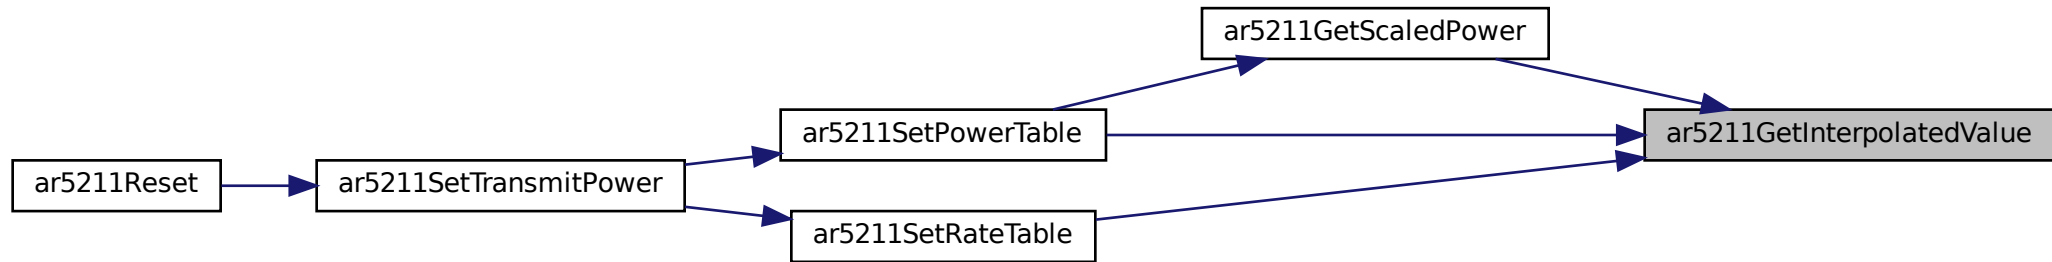 ar5211GetScaledPower
ar5211SetPowerTable
ar5211GetInterpolatedValue
ar5211Reset
ar5211SetTransmitPower
ar5211SetRateTable